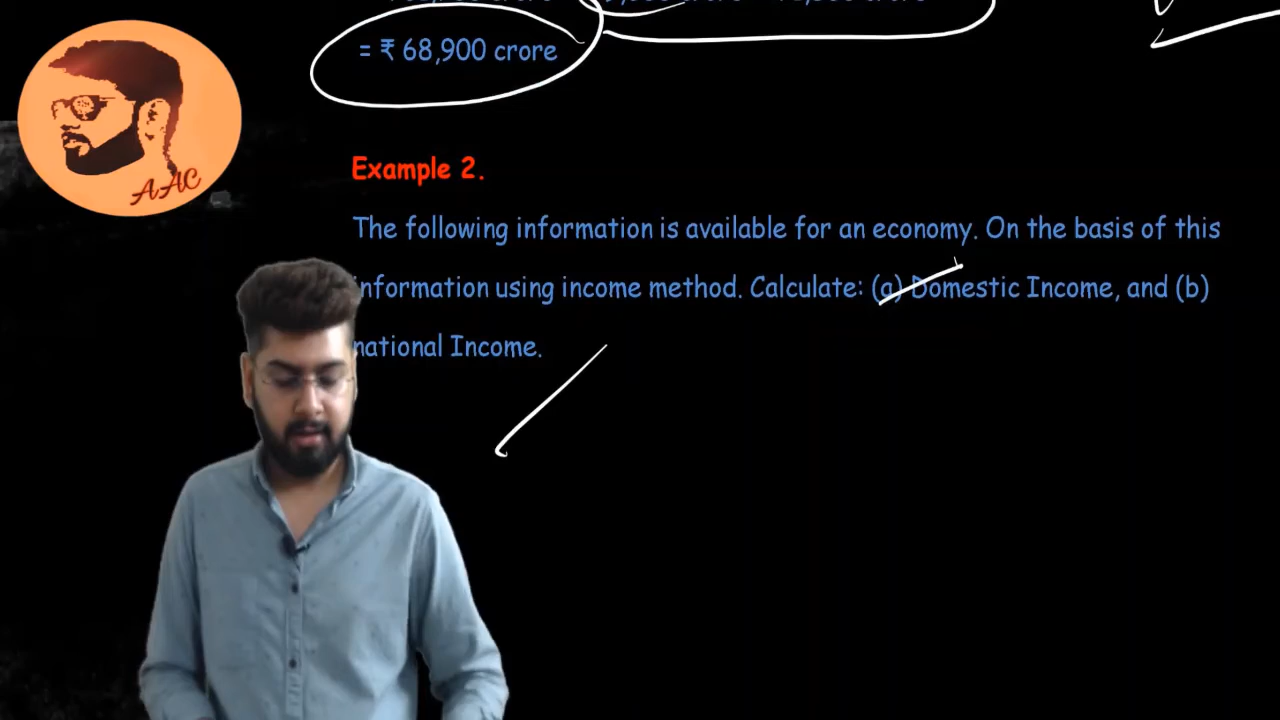 = ₹ 68,900 crore
AAC
Example 2.
The following information is available for an economy. On the basis of this
information using income method. Calculate: (a) Domestic Income, and (b)
national Income.